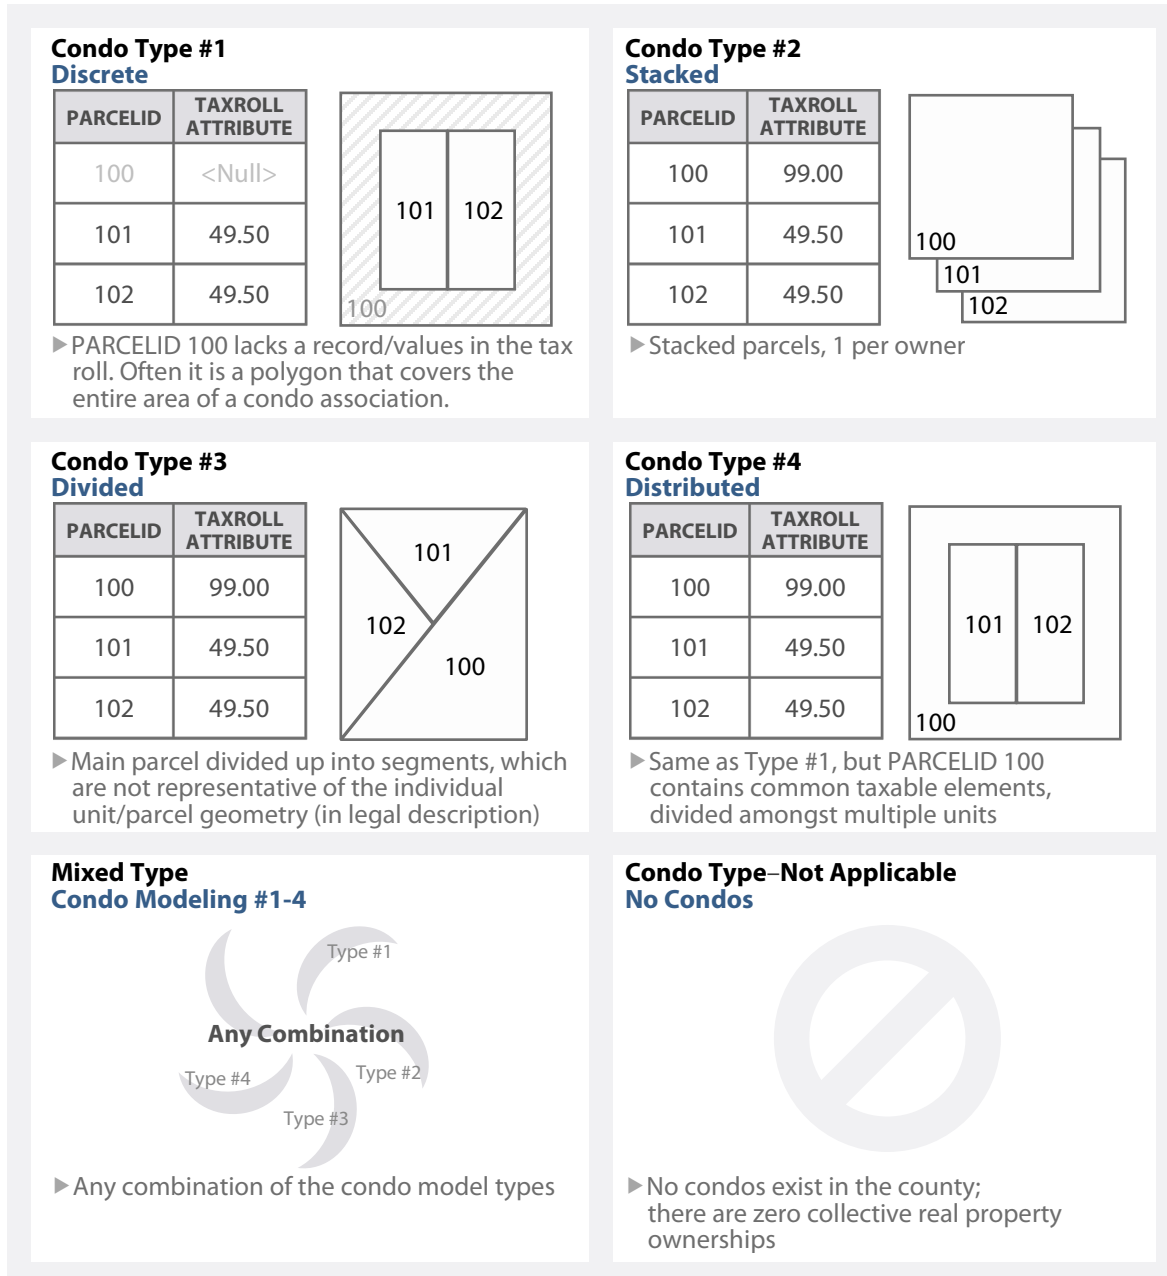 Condo Type #1
Discrete
PARCELID TAXROLL ATTRIBUTE
100 <Null>
101 49.50
102 49.50
101 102
100
▶PARCELID 100 lacks a record/values in the tax
roll. Often it is a polygon that covers the
entire area of a condo association.
Condo Type #2
Stacked
PARCELID TAXROLL ATTRIBUTE
100 99.00
101 49.50
102 49.50
100
101
102
▶Stacked parcels, 1 per owner
Condo Type #3
Divided
PARCELID TAXROLL ATTRIBUTE
100 99.00
101 49.50
102 49.50
101
102
100
▶Main parcel divided up into segments, which
are not representative of the individual
unit/parcel geometry (in legal description)
Condo Type #4
Distributed
PARCELID TAXROLL ATTRIBUTE
100 99.00
101 49.50
102 49.50
101 102
100
▶Same as Type #1, but PARCELID 100
contains common taxable elements,
divided amongst multiple units
Mixed Type
Condo Modeling #1-4
Type #1
Any Combination
Type #2
Type #4
Type #3
▶Any combination of the condo model types
Condo Type–Not Applicable
No Condos
▶No condos exist in the county;
there are zero collective real property
ownerships